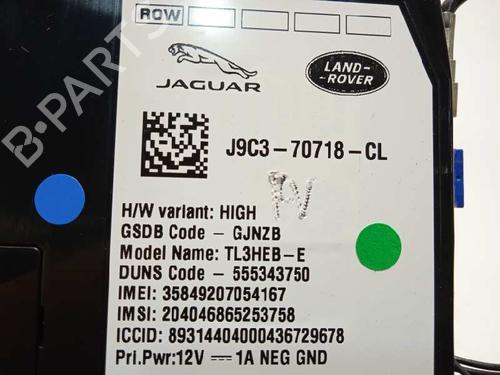 ROW
JAGUAR
LAND-
ROVER
J9C3-70718-CL
H/W variant: HIGH
GSDB Code - GJNZB
Model Name: TL3HEB-E
DUNS Code - 555343750
IMEI: 35849207054167
IMSI: 204046865253758
ICCID: 89314404000436729678
Pri.Pwr:12V ⎓ 1A NEG GND